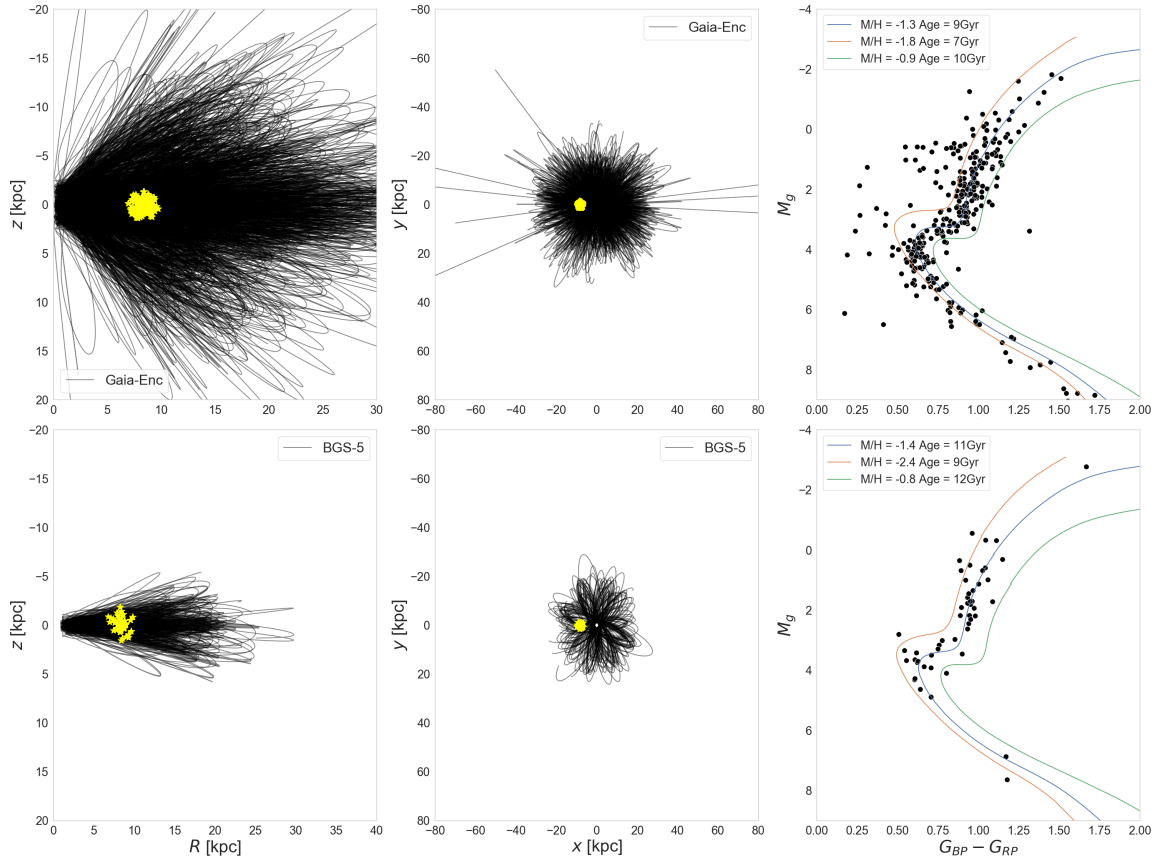 −20
−15
−10
−5
0
5
10
15
20
z [kpc]
Gaia-Enc
0 5 10 15 20 25 30
−80
−60
−40
−20
0
20
40
60
80
y [kpc]
Gaia-Enc
−80 −60 −40 −20 0 20 40 60 80
−4
−2
0
2
4
6
8
M_g
M/H = -1.3 Age = 9Gyr
M/H = -1.8 Age = 7Gyr
M/H = -0.9 Age = 10Gyr
0.00 0.25 0.50 0.75 1.00 1.25 1.50 1.75 2.00
−20
−15
−10
−5
0
5
10
15
20
z [kpc]
BGS-5
0 5 10 15 20 25 30 35 40
R [kpc]
−80
−60
−40
−20
0
20
40
60
80
y [kpc]
BGS-5
−80 −60 −40 −20 0 20 40 60 80
x [kpc]
−4
−2
0
2
4
6
8
M_g
M/H = -1.4 Age = 11Gyr
M/H = -2.4 Age = 9Gyr
M/H = -0.8 Age = 12Gyr
0.00 0.25 0.50 0.75 1.00 1.25 1.50 1.75 2.00
G_BP − G_RP